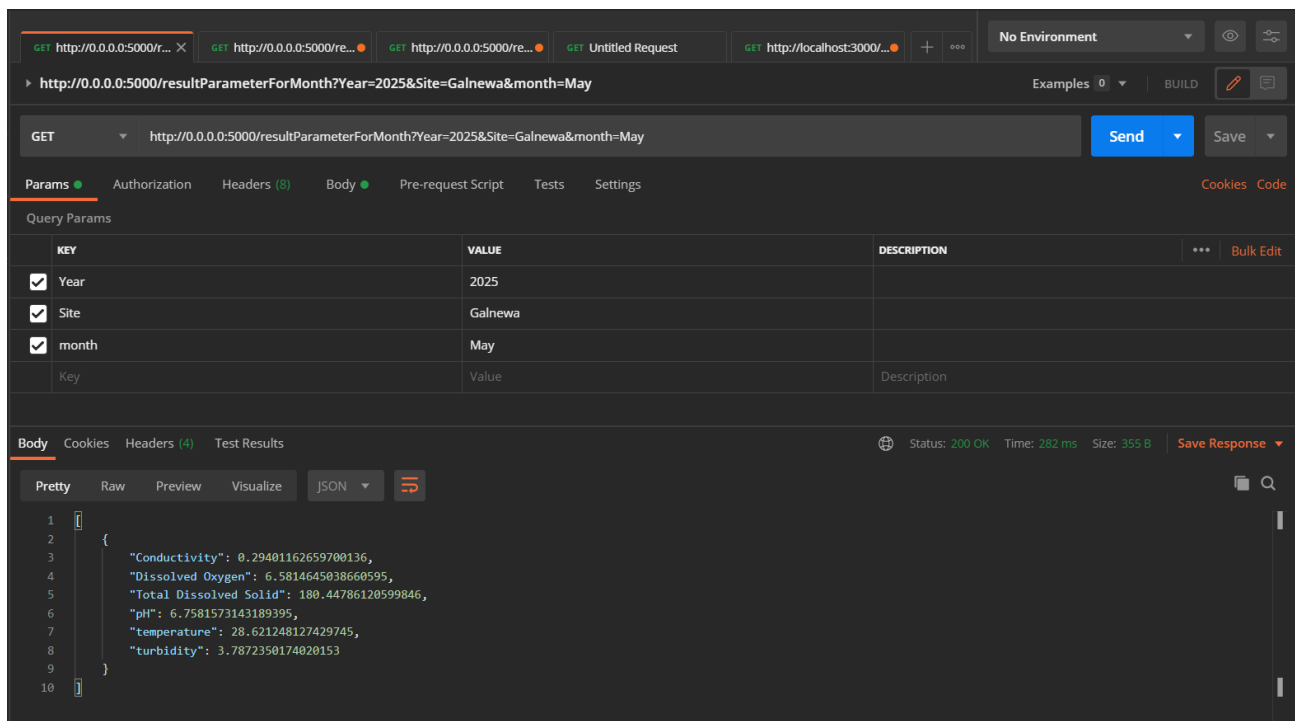 GET http://0.0.0.0:5000/r... GET http://0.0.0.0:5000/re... GET http://0.0.0.0:5000/re... GET Untitled Request GET http://localhost:3000/... No Environment
http://0.0.0.0:5000/resultParameterForMonth?Year=2025&Site=Galnewa&month=May Examples 0 BUILD
GET http://0.0.0.0:5000/resultParameterForMonth?Year=2025&Site=Galnewa&month=May Send Save
Params Authorization Headers (8) Body Pre-request Script Tests Settings Cookies Code
Query Params
KEY VALUE DESCRIPTION Bulk Edit
Year 2025
Site Galnewa
month May
Key Value Description
Body Cookies Headers (4) Test Results Status: 200 OK Time: 282 ms Size: 355 B Save Response
Pretty Raw Preview Visualize JSON
1 [
2 {
3 "Conductivity": 0.29401162659700136,
4 "Dissolved Oxygen": 6.5814645038660595,
5 "Total Dissolved Solid": 180.44786120599846,
6 "pH": 6.7581573143189395,
7 "temperature": 28.621248127429745,
8 "turbidity": 3.7872350174020153
9 }
10 ]